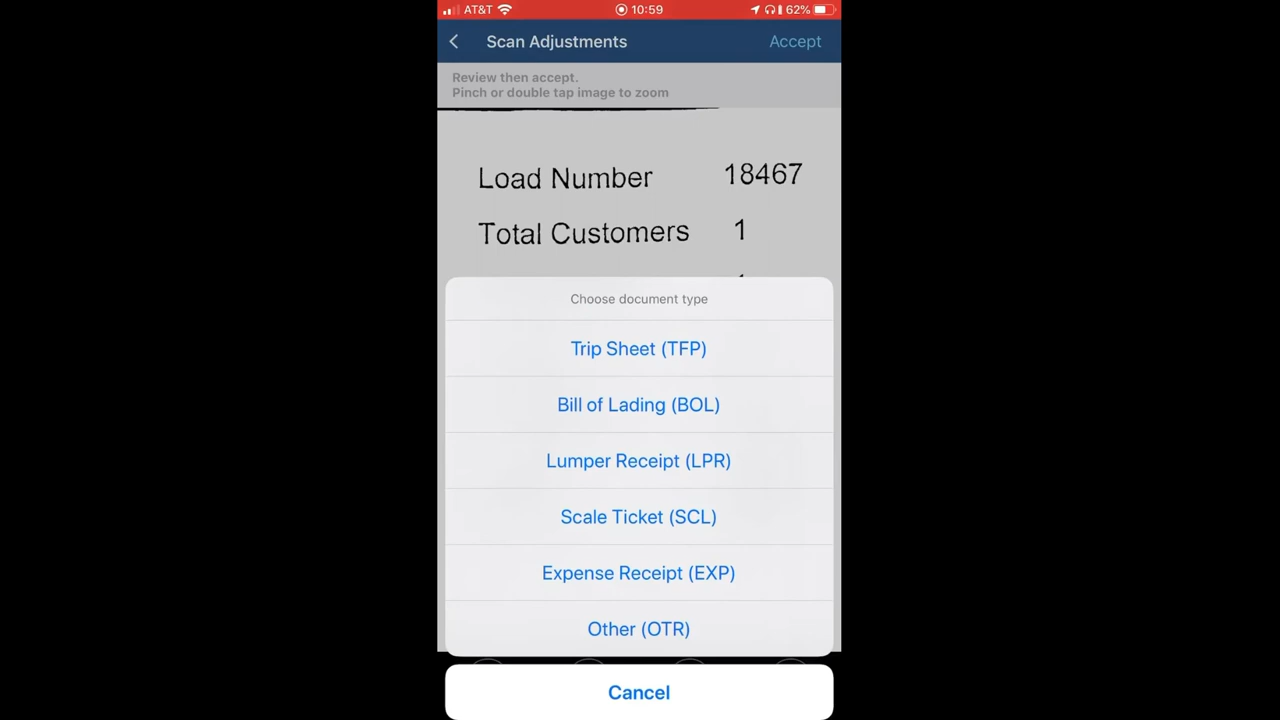 AT&T 10:59 62%
Scan Adjustments Accept
Review then accept.
Pinch or double tap image to zoom
Load Number 18467
Total Customers 1
Choose document type
Trip Sheet (TFP)
Bill of Lading (BOL)
Lumper Receipt (LPR)
Scale Ticket (SCL)
Expense Receipt (EXP)
Other (OTR)
Cancel